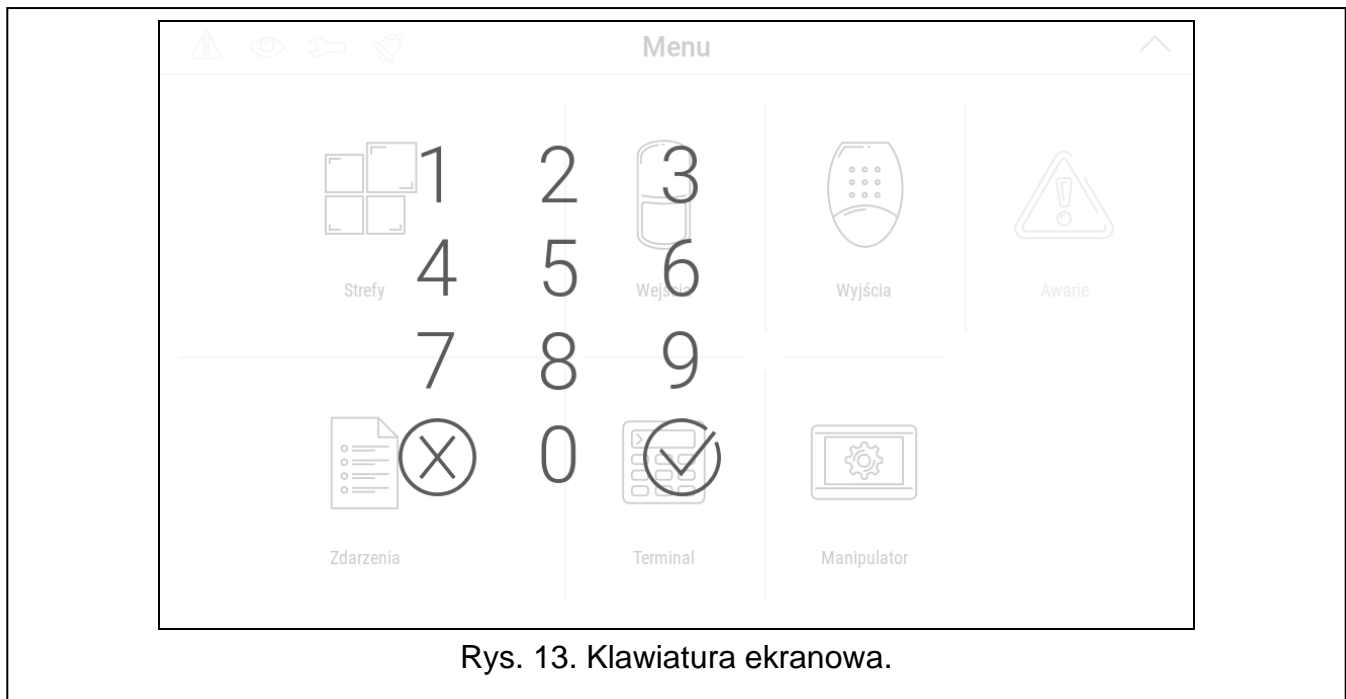 Menu
1 2 3
4 5 6
Strefy Wejścia Wyjścia Awarie
7 8 9
0
Zdarzenia Terminal Manipulator
Rys. 13. Klawiatura ekranowa.